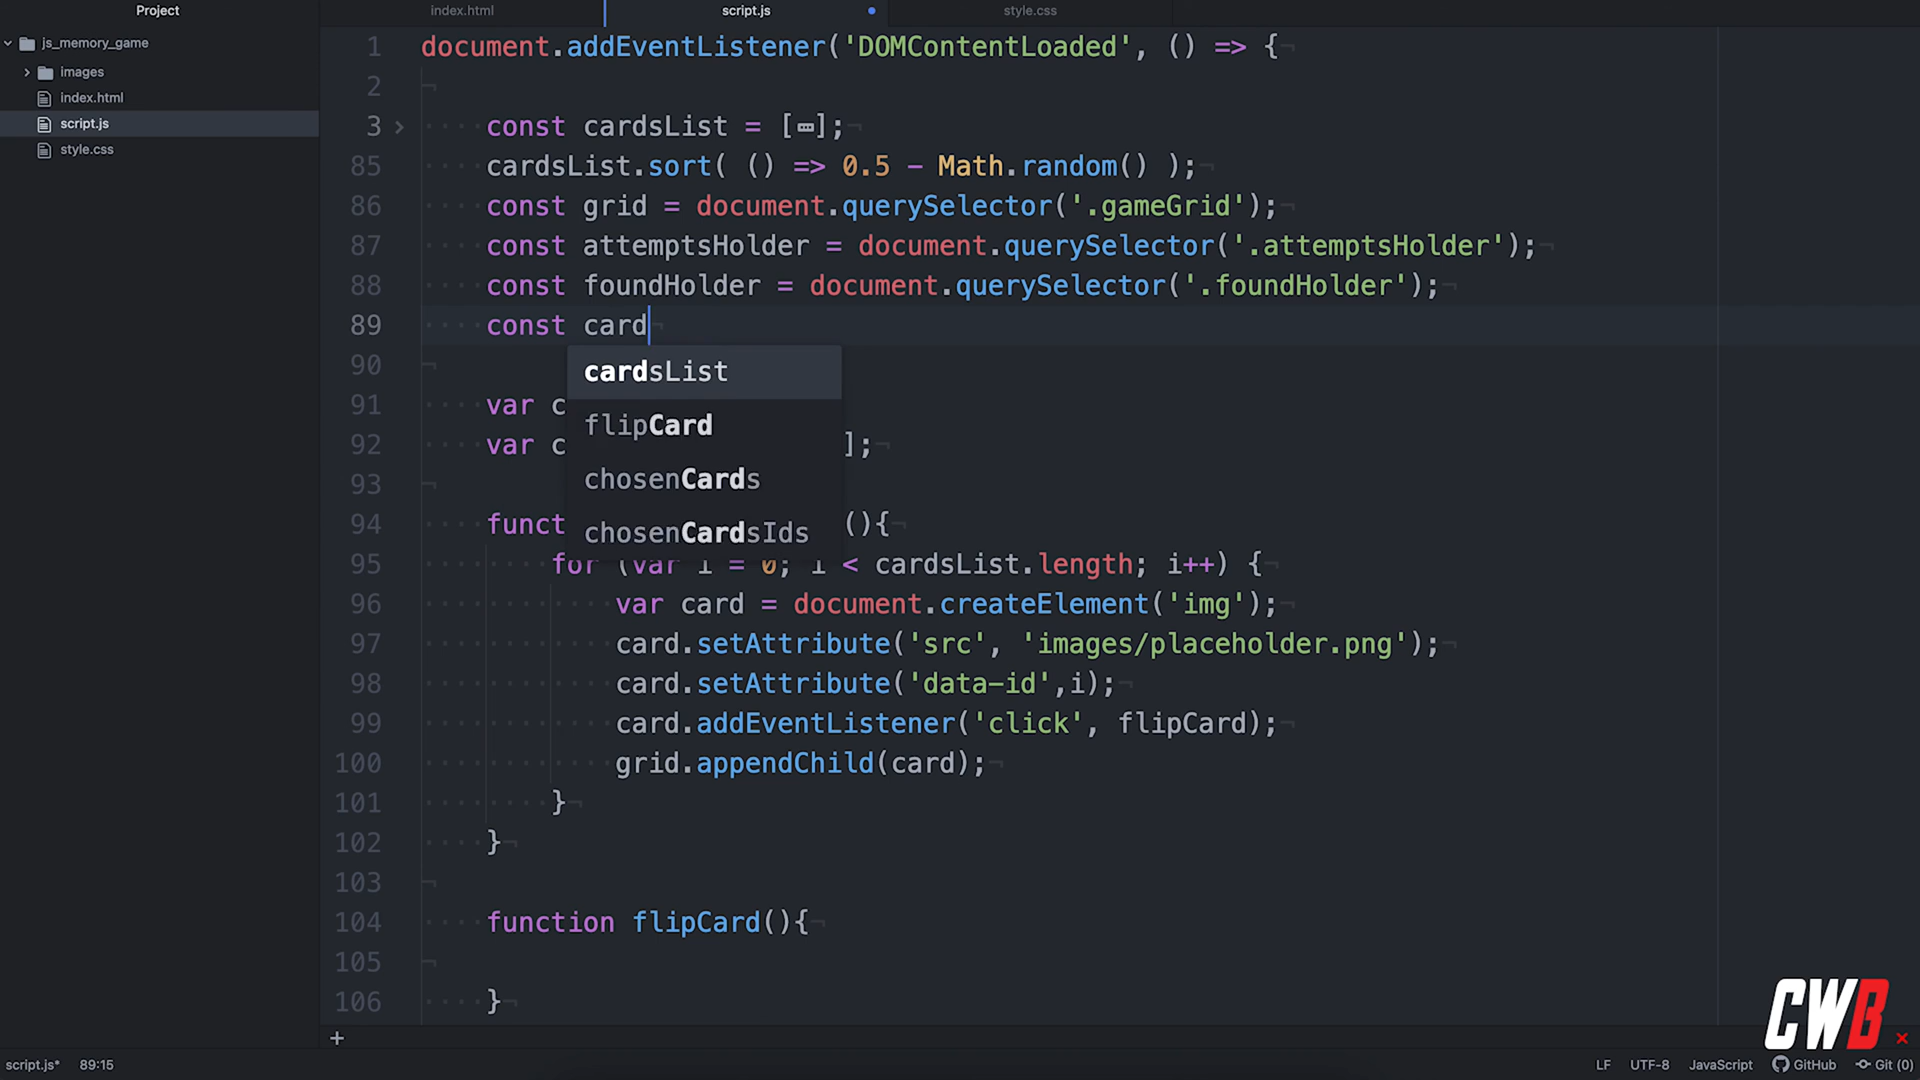 Project
index.html
script.js
style.css
js_memory_game
images
index.html
script.js
style.css
1 document.addEventListener('DOMContentLoaded', () => {
2
3 const cardsList = […];
85 cardsList.sort( () => 0.5 - Math.random() );
86 const grid = document.querySelector('.gameGrid');
87 const attemptsHolder = document.querySelector('.attemptsHolder');
88 const foundHolder = document.querySelector('.foundHolder');
89 const card
cardsList
90
flipCard
91 var c
92 var c ];
chosenCards
93
94 funct (){
chosenCardsIds
95 for (var i = 0; i < cardsList.length; i++) {
96 var card = document.createElement('img');
97 card.setAttribute('src', 'images/placeholder.png');
98 card.setAttribute('data-id',i);
99 card.addEventListener('click', flipCard);
100 grid.appendChild(card);
101 }
102 }
103
104 function flipCard(){
105
106 }
+
CWB
script.js* 89:15
LF UTF-8 JavaScript GitHub Git (0)